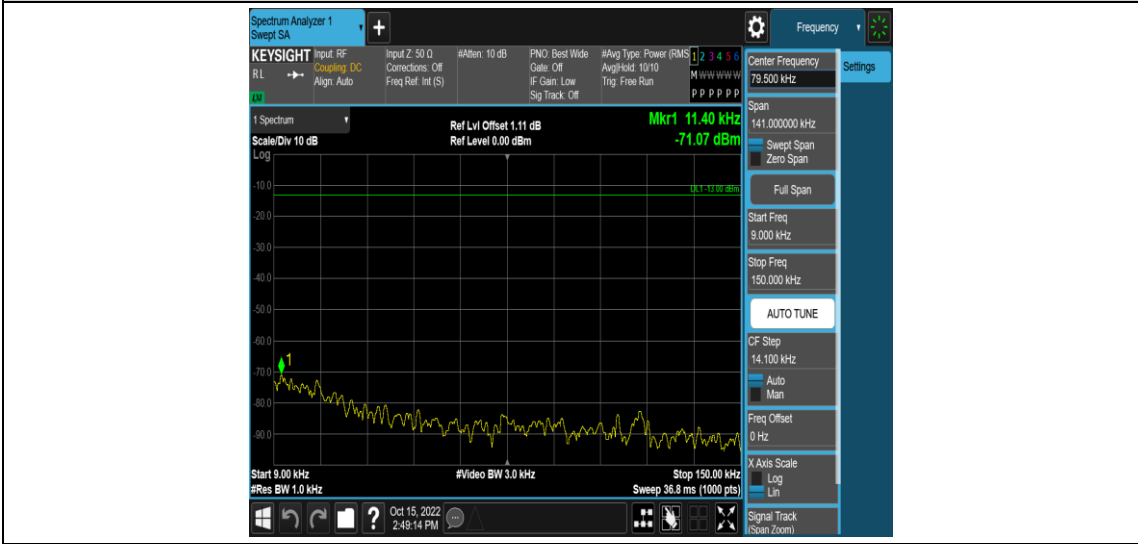 Spectrum Analyzer 1
Swept SA
+
Frequency
KEYSIGHT
RL
Input: RF
Coupling: DC
Align: Auto
Input Z: 50 Ω
Corrections: Off
Freq Ref: Int (S)
#Atten: 10 dB
PNO: Best Wide
Gate: Off
IF Gain: Low
Sig Track: Off
#Avg Type: Power (RMS
Avg|Hold: 10/10
Trig: Free Run
1 2 3 4 5 6
M W W W W W
P P P P P P
1 Spectrum
Scale/Div 10 dB
Log
Ref Lvl Offset 1.11 dB
Ref Level 0.00 dBm
Mkr1 11.40 kHz
-71.07 dBm
DL1 -13.00 dBm
-10.0
-20.0
-30.0
-40.0
-50.0
-60.0
-70.0
-80.0
-90.0
1
Start 9.00 kHz
#Res BW 1.0 kHz
#Video BW 3.0 kHz
Stop 150.00 kHz
Sweep 36.8 ms (1000 pts)
?
Oct 15, 2022
2:49:14 PM
Center Frequency
79.500 kHz
Settings
Span
141.000000 kHz
Swept Span
Zero Span
Full Span
Start Freq
9.000 kHz
Stop Freq
150.000 kHz
AUTO TUNE
CF Step
14.100 kHz
Auto
Man
Freq Offset
0 Hz
X Axis Scale
Log
Lin
Signal Track
(Span Zoom)